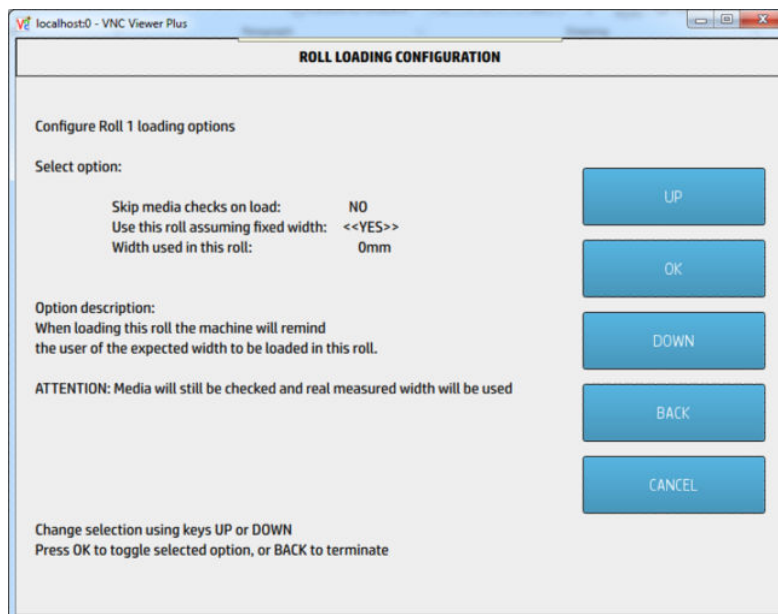 localhost:0 - VNC Viewer Plus
ROLL LOADING CONFIGURATION
Configure Roll 1 loading options
Select option:
Skip media checks on load: NO
Use this roll assuming fixed width: <<YES>>
Width used in this roll: 0mm
Option description:
When loading this roll the machine will remind
the user of the expected width to be loaded in this roll.
ATTENTION: Media will still be checked and real measured width will be used
Change selection using keys UP or DOWN
Press OK to toggle selected option, or BACK to terminate
UP
OK
DOWN
BACK
CANCEL